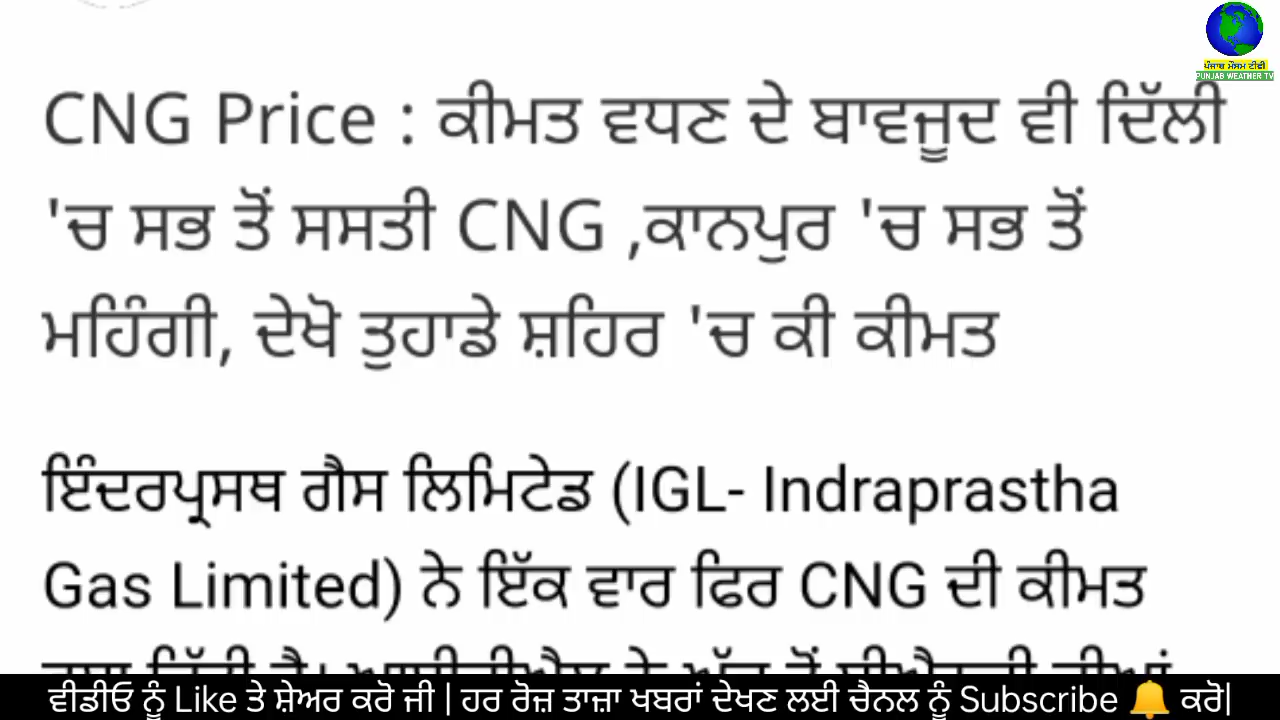 ਪੰਜਾਬ ਮੌਸਮ ਟੀਵੀ
PUNJAB WEATHER TV
CNG Price : ਕੀਮਤ ਵਧਣ ਦੇ ਬਾਵਜੂਦ ਵੀ ਦਿੱਲੀ
'ਚ ਸਭ ਤੋਂ ਸਸਤੀ CNG ,ਕਾਨਪੁਰ 'ਚ ਸਭ ਤੋਂ
ਮਹਿੰਗੀ, ਦੇਖੋ ਤੁਹਾਡੇ ਸ਼ਹਿਰ 'ਚ ਕੀ ਕੀਮਤ
ਇੰਦਰਪ੍ਰਸਥ ਗੈਸ ਲਿਮਿਟੇਡ (IGL- Indraprastha
Gas Limited) ਨੇ ਇੱਕ ਵਾਰ ਫਿਰ CNG ਦੀ ਕੀਮਤ
ਵੀਡੀਓ ਨੂੰ Like ਤੇ ਸ਼ੇਅਰ ਕਰੋ ਜੀ | ਹਰ ਰੋਜ਼ ਤਾਜ਼ਾ ਖਬਰਾਂ ਦੇਖਣ ਲਈ ਚੈਨਲ ਨੂੰ Subscribe 🔔 ਕਰੋ|